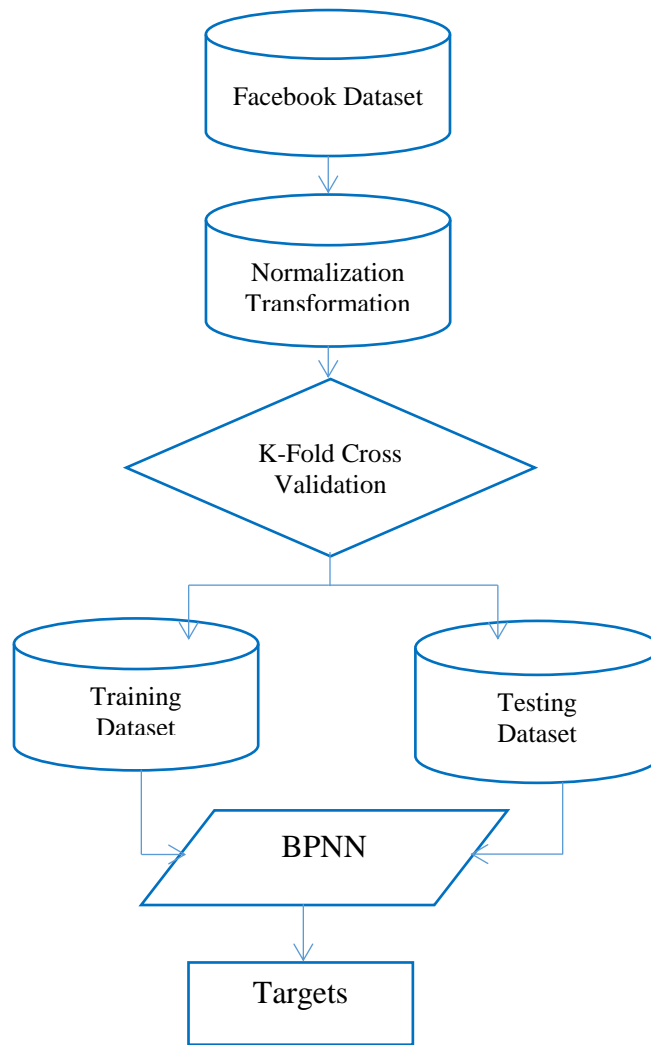 Facebook Dataset
Normalization
Transformation
K-Fold Cross
Validation
Training
Dataset
Testing
Dataset
BPNN
Targets